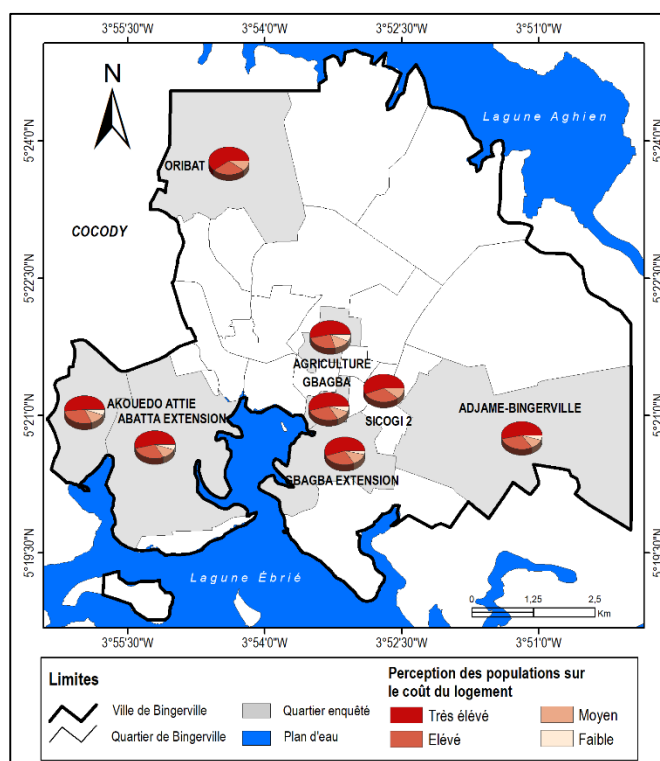 3°55'30"W 3°54'0"W 3°52'30"W 3°51'0"W
N
Lagune Aghien
5°24'0"N
5°24'0"N
ORIBAT
COCODY
5°22'30"N
5°22'30"N
AGRICULTURE
GBAGBA
AKOUEDO ATTIE
ABATTA EXTENSION
SICOGI 2
ADJAME-BINGERVILLE
5°21'0"N
5°21'0"N
GBAGBA EXTENSION
5°19'30"N
5°19'30"N
Lagune Ébrié
0 1,25 2,5
Km
3°55'30"W 3°54'0"W 3°52'30"W 3°51'0"W
Limites
Ville de Bingerville
Quartier de Bingerville
Quartier enquêté
Plan d'eau
Perception des populations sur
le coût du logement
Très élévé
Elévé
Moyen
Faible